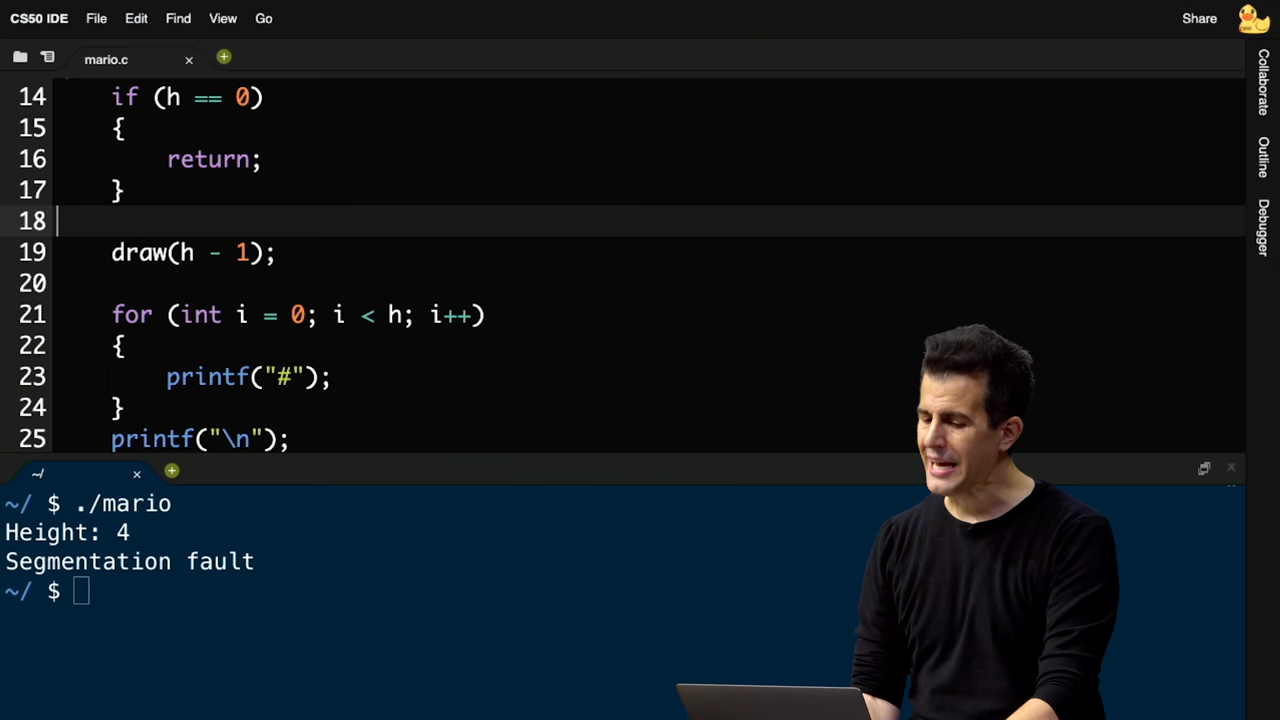 CS50 IDE File Edit Find View Go Share
mario.c
14 if (h == 0)
15 {
16 return;
17 }
18
19 draw(h - 1);
20
21 for (int i = 0; i < h; i++)
22 {
23 printf("#");
24 }
25 printf("\n");
~/
~/ $ ./mario
Height: 4
Segmentation fault
~/ $
Collaborate
Outline
Debugger